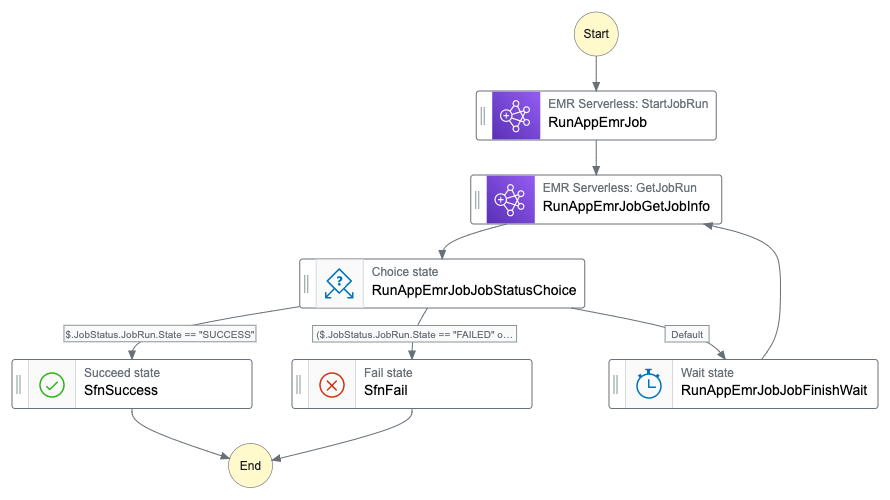 Start
EMR Serverless: StartJobRun
RunAppEmrJob
EMR Serverless: GetJobRun
RunAppEmrJobGetJobInfo
Choice state
RunAppEmrJobJobStatusChoice
$.JobStatus.JobRun.State == "SUCCESS"
($.JobStatus.JobRun.State == "FAILED" o...
Default
Succeed state
SfnSuccess
Fail state
SfnFail
Wait state
RunAppEmrJobJobFinishWait
End